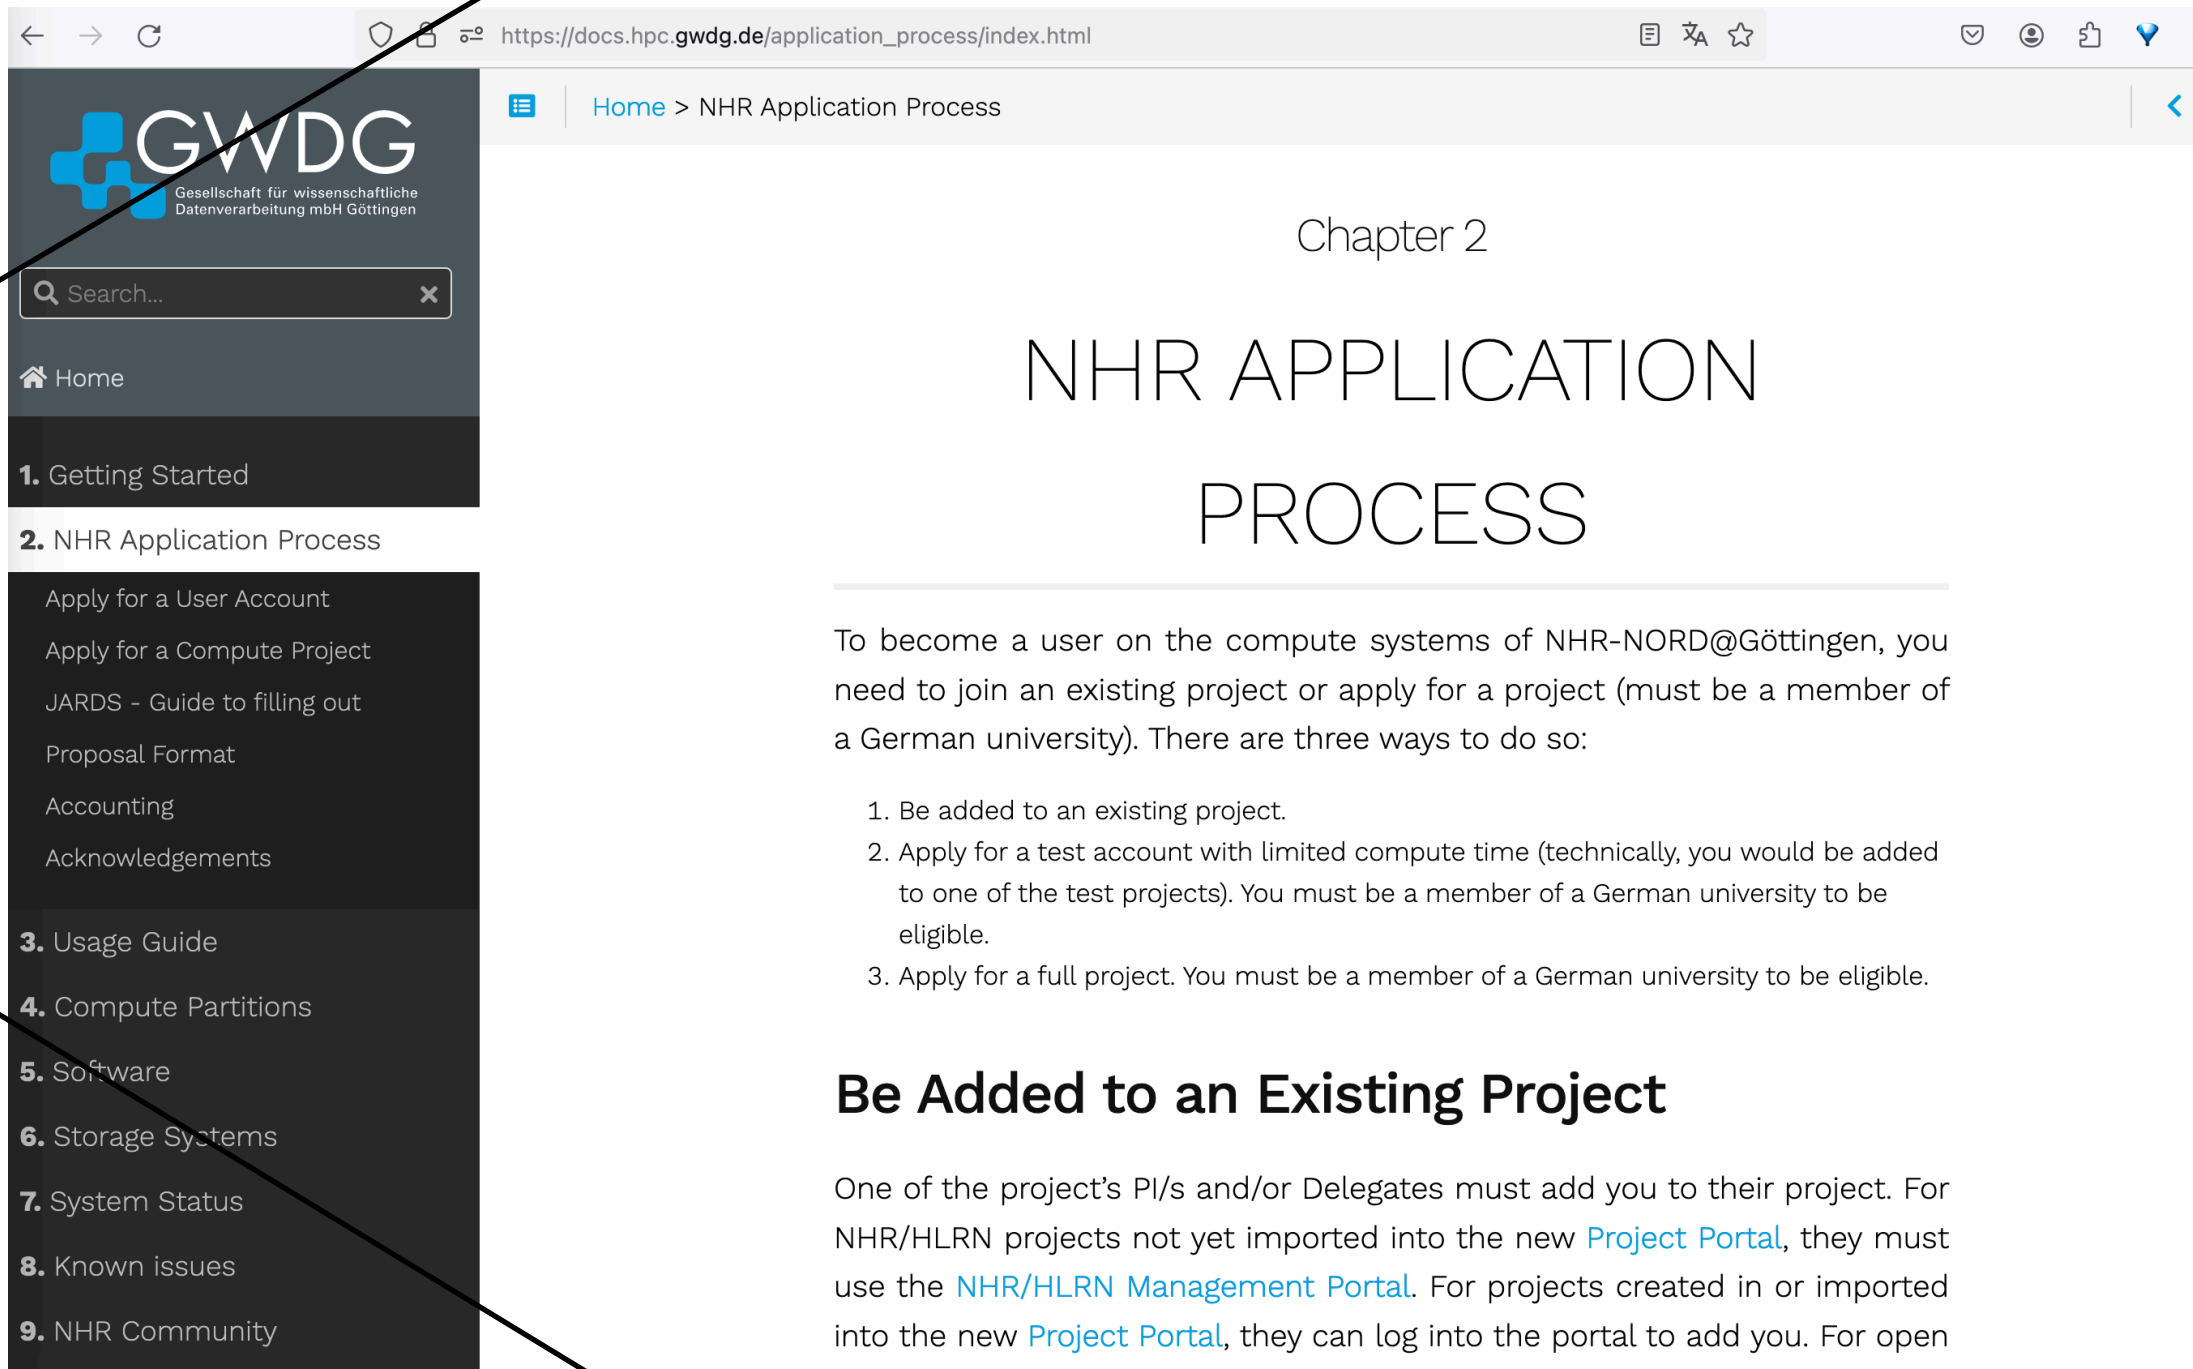 https://docs.hpc.gwdg.de/application_process/index.html
GWDG
Gesellschaft für wissenschaftliche
Datenverarbeitung mbH Göttingen
Search...
Home
1. Getting Started
2. NHR Application Process
Apply for a User Account
Apply for a Compute Project
JARDS - Guide to filling out
Proposal Format
Accounting
Acknowledgements
3. Usage Guide
4. Compute Partitions
5. Software
6. Storage Systems
7. System Status
8. Known issues
9. NHR Community
Home > NHR Application Process
Chapter 2
NHR APPLICATION
PROCESS
To become a user on the compute systems of NHR-NORD@Göttingen, you
need to join an existing project or apply for a project (must be a member of
a German university). There are three ways to do so:
1. Be added to an existing project.
2. Apply for a test account with limited compute time (technically, you would be added
to one of the test projects). You must be a member of a German university to be
eligible.
3. Apply for a full project. You must be a member of a German university to be eligible.
Be Added to an Existing Project
One of the project's PI/s and/or Delegates must add you to their project. For
NHR/HLRN projects not yet imported into the new Project Portal, they must
use the NHR/HLRN Management Portal. For projects created in or imported
into the new Project Portal, they can log into the portal to add you. For open